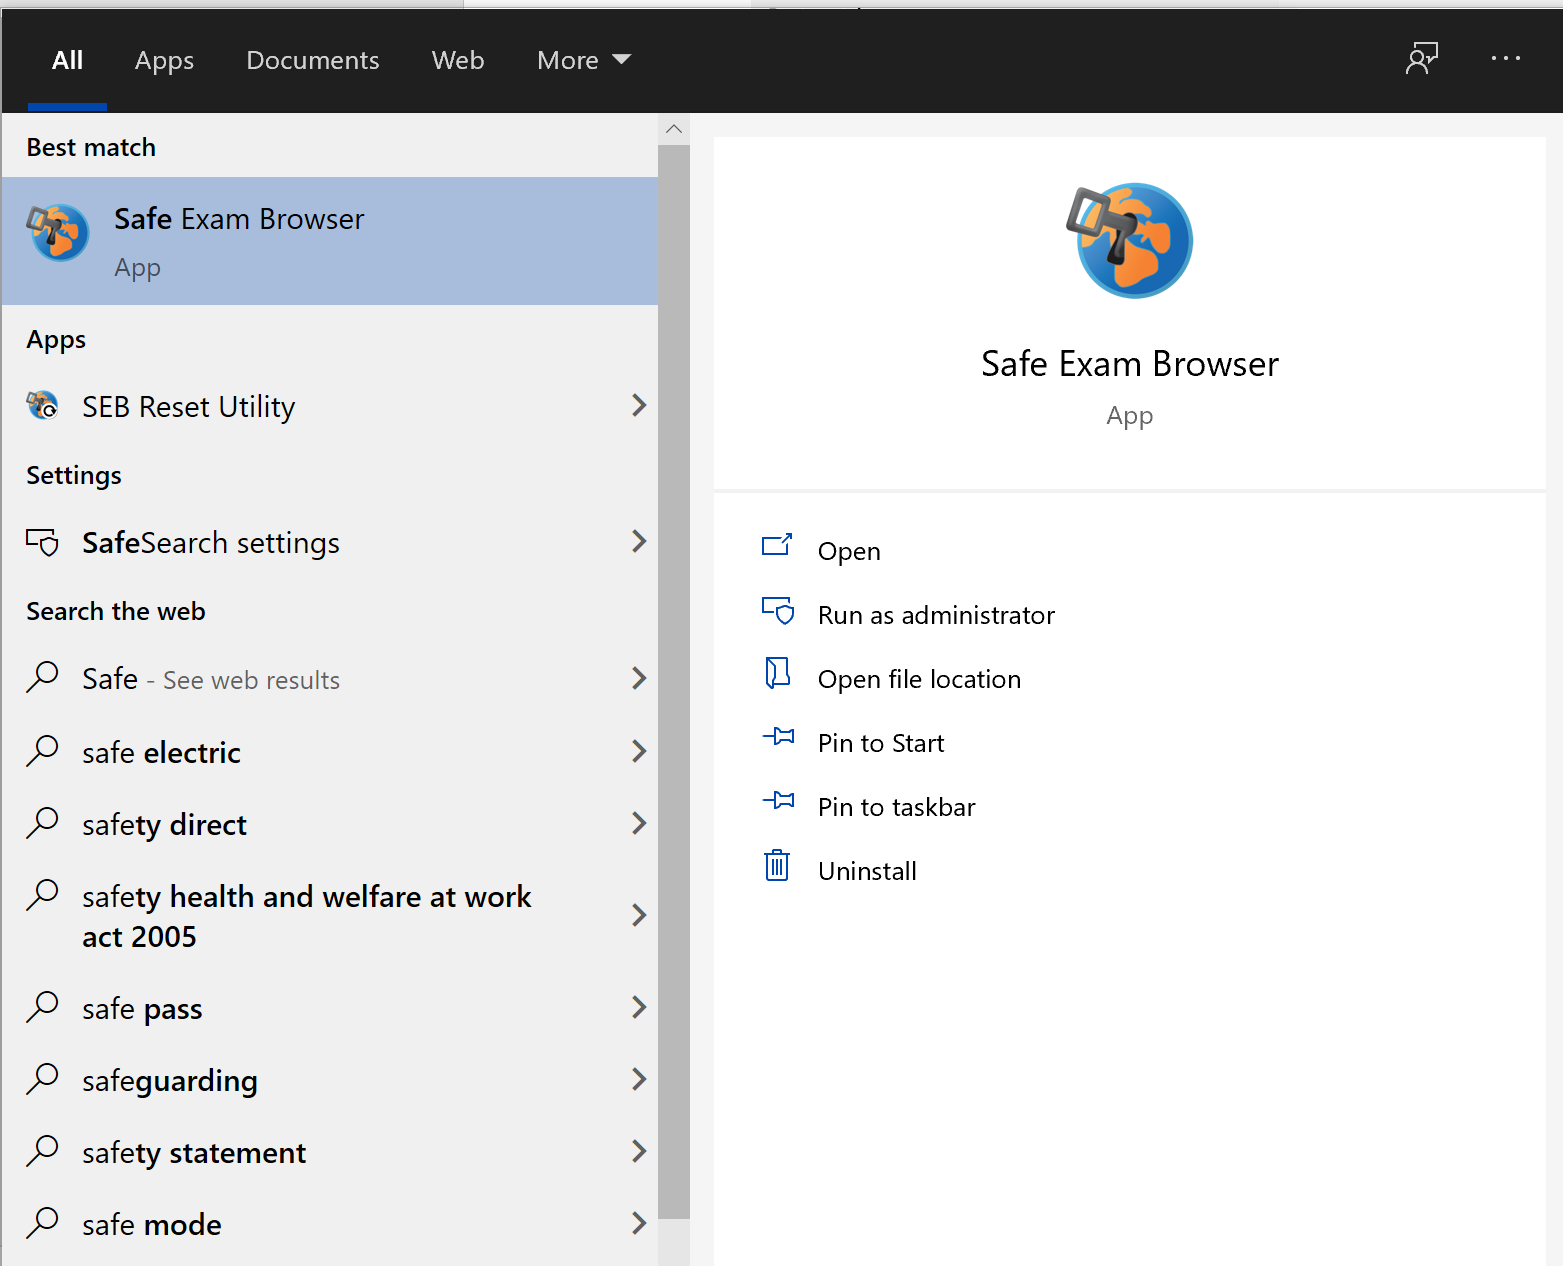 All Apps Documents Web More
Best match
Safe Exam Browser
App
Apps
SEB Reset Utility
Settings
SafeSearch settings
Search the web
Safe - See web results
safe electric
safety direct
safety health and welfare at work
act 2005
safe pass
safeguarding
safety statement
safe mode
Safe Exam Browser
App
Open
Run as administrator
Open file location
Pin to Start
Pin to taskbar
Uninstall